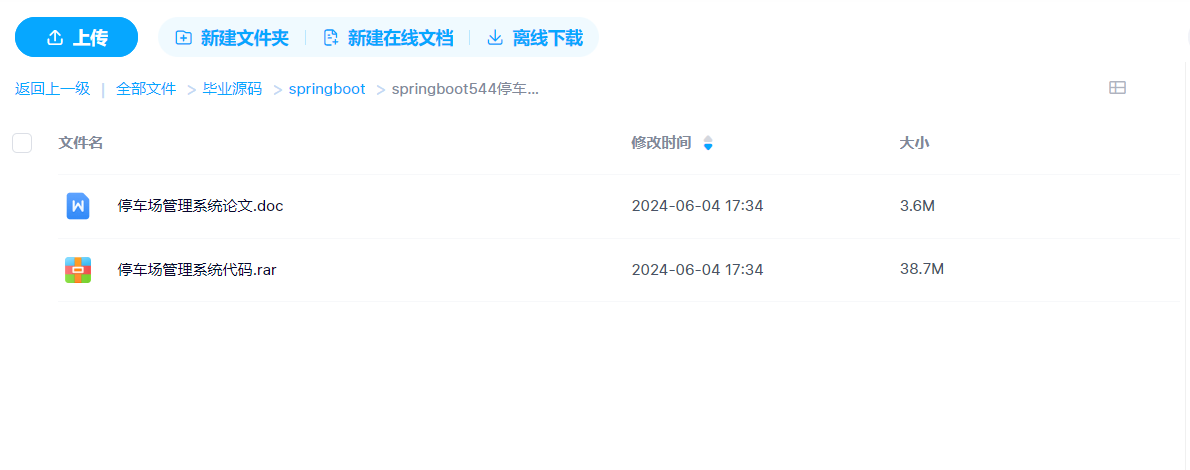 上传 新建文件夹 新建在线文档 离线下载
返回上一级 | 全部文件 > 毕业源码 > springboot > springboot544停车...
文件名 修改时间 大小
停车场管理系统论文.doc 2024-06-04 17:34 3.6M
停车场管理系统代码.rar 2024-06-04 17:34 38.7M